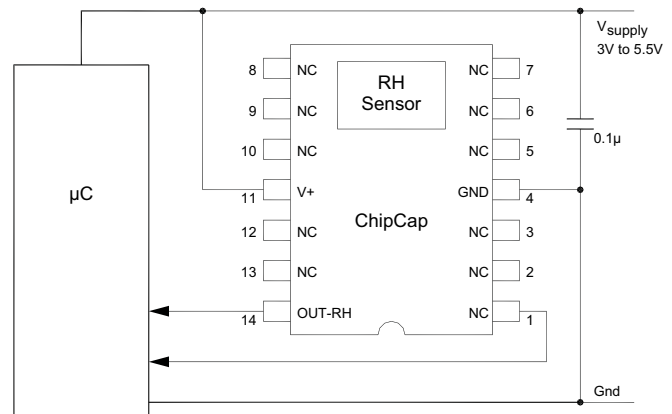 V supply
3V to 5.5V
8 NC RH NC 7
Sensor
9 NC NC 6
10 NC NC 5
0.1µ
µC
11 V+ GND 4
ChipCap
12 NC NC 3
13 NC NC 2
14 OUT-RH NC 1
Gnd